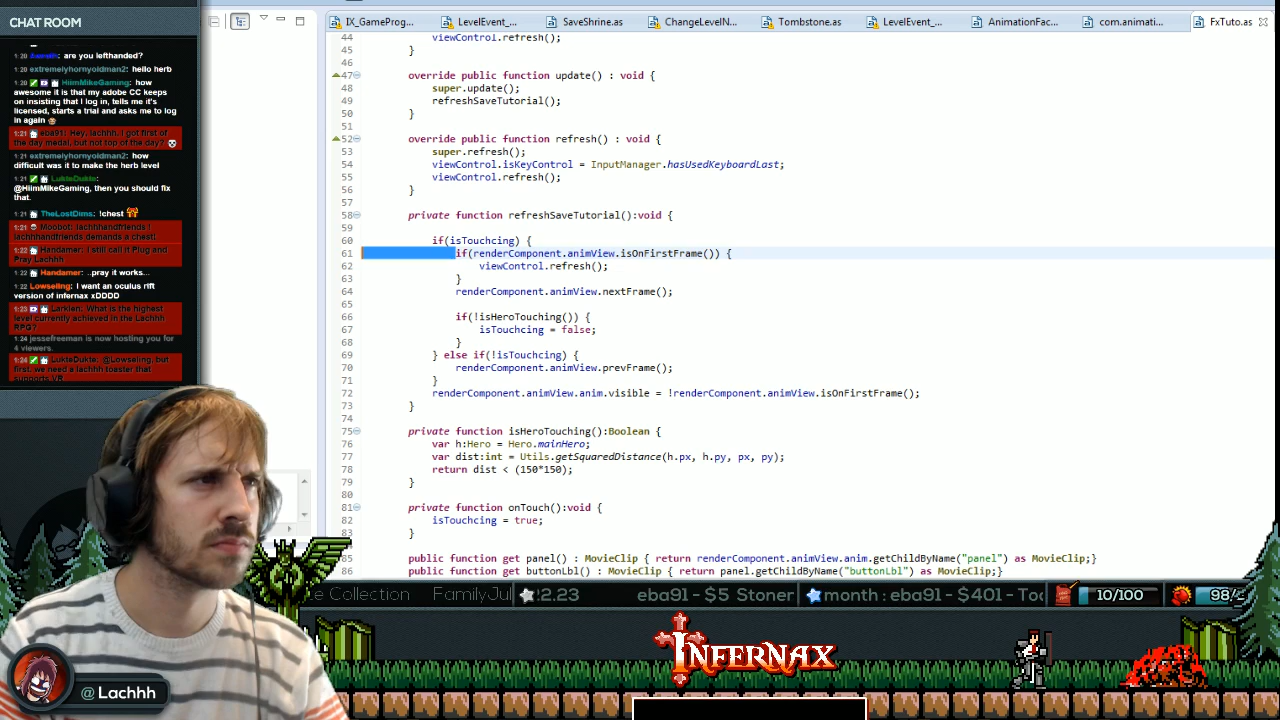 CHAT ROOM
are you lefthanded?
1:20 extremelyhornyoldman2: hello herb
1:20 HiimMikeGaming: how
awesome it is that my adobe CC keeps
on insisting that I log in, tells me it's
licensed, starts a trial and asks me to log
in again
1:21 eba91: Hey, lachhh, I got first of
the day medal, but not top of the day?
1:21 extremelyhornyoldman2: how
difficult was it to make the herb level
1:21 LukteDukte:
@HiimMikeGaming, then you should fix
that.
1:21 TheLostDims: !chest
1:21 Moobot: lachhhandfriends !
lachhhandfriends demands a chest!
1:22 Handamer: I still call it Plug and
Pray Lachhh
1:22 Handamer: ..pray it works...
1:22 Lowseling: I want an oculus rift
version of infernax xDDDD
1:23 Larklen: What is the highest
level currently achieved in the Lachhh
RPG?
1:24 jessefreeman is now hosting you for
4 viewers.
1:24 LukteDukte: @Lowseling, but
first, we need a lachhh toaster that
supports VR
IX_GameProg... LevelEvent_... SaveShrine.as ChangeLevelN... Tombstone.as LevelEvent_... AnimationSec... com.animati... FxTuto.as
44 viewControl.refresh();
45 }
46
47 override public function update() : void {
48 super.update();
49 refreshSaveTutorial();
50 }
51
52 override public function refresh() : void {
53 super.refresh();
54 viewControl.isKeyControl = InputManager.hasUsedKeyboardLast;
55 viewControl.refresh();
56 }
57
58 private function refreshSaveTutorial():void {
59
60 if(isTouchcing) {
61 if(renderComponent.animView.isOnFirstFrame()) {
62 viewControl.refresh();
63 }
64 renderComponent.animView.nextFrame();
65
66 if(!isHeroTouching()) {
67 isTouchcing = false;
68 }
69 } else if(!isTouchcing) {
70 renderComponent.animView.prevFrame();
71 }
72 renderComponent.animView.anim.visible = !renderComponent.animView.isOnFirstFrame();
73 }
74
75 private function isHeroTouching():Boolean {
76 var h:Hero = Hero.mainHero;
77 var dist:int = Utils.getSquaredDistance(h.px, h.py, px, py);
78 return dist < (150*150);
79 }
80
81 private function onTouch():void {
82 isTouchcing = true;
83 }
84
85 public function get panel() : MovieClip { return renderComponent.animView.anim.getChildByName("panel") as MovieClip;}
86 public function get buttonLbl() : MovieClip { return panel.getChildByName("buttonLbl") as MovieClip;}
Collection FamilyJul 22.23 eba91 - $5 Stoner month : eba91 - $401 - 10/100 98/
INFERNAX
@ Lachhh